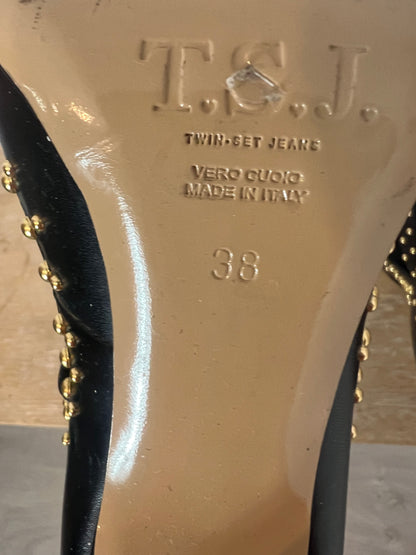 T.S.J.
TWIN-SET JEANS
VERO CUOIO
MADE IN ITALY
38